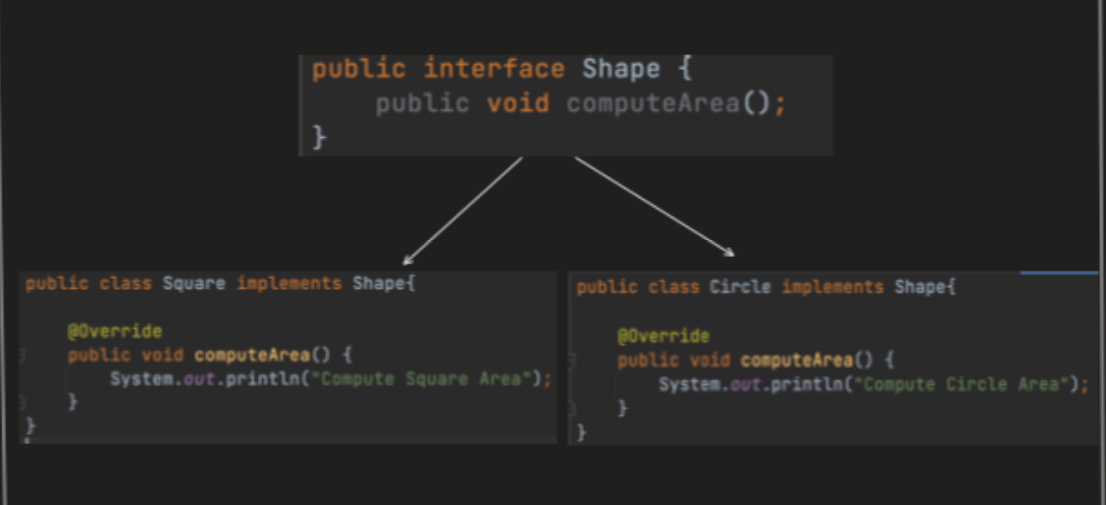 public interface Shape {
public void computeArea();
}
public class Square implements Shape{
@Override
public void computeArea() {
System.out.println("Compute Square Area");
}
}
public class Circle implements Shape{
@Override
public void computeArea() {
System.out.println("Compute Circle Area");
}
}